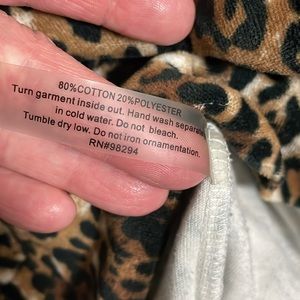 80%COTTON 20%POLYESTER
Turn garment inside out. Hand wash separate
in cold water. Do not bleach.
Tumble dry low. Do not iron ornamentation.
RN#98294